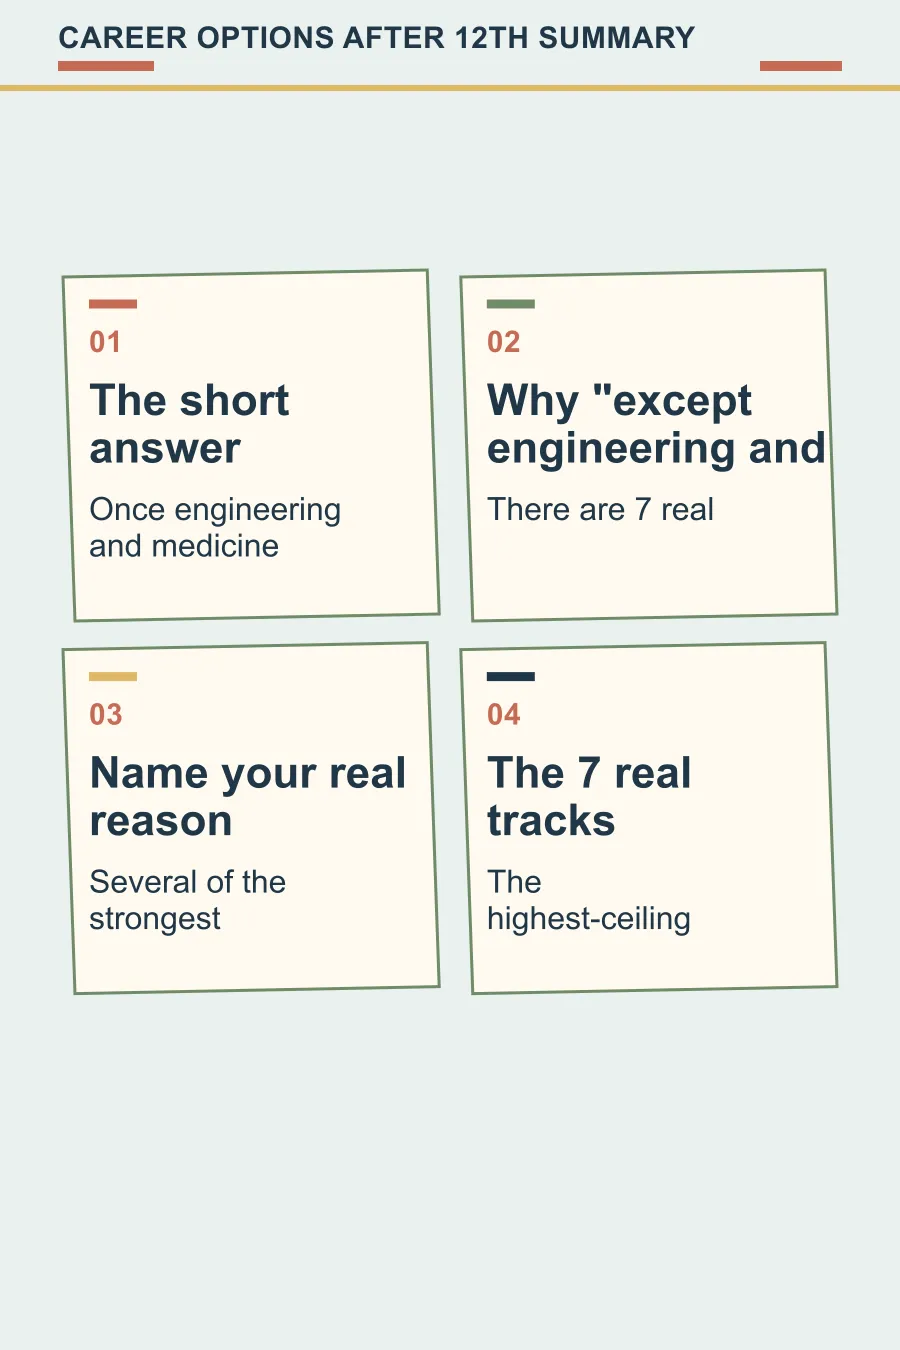 CAREER OPTIONS AFTER 12TH SUMMARY
01
The short
answer
Once engineering
and medicine
02
Why "except
engineering and
There are 7 real
03
Name your real
reason
Several of the
strongest
04
The 7 real
tracks
The
highest-ceiling